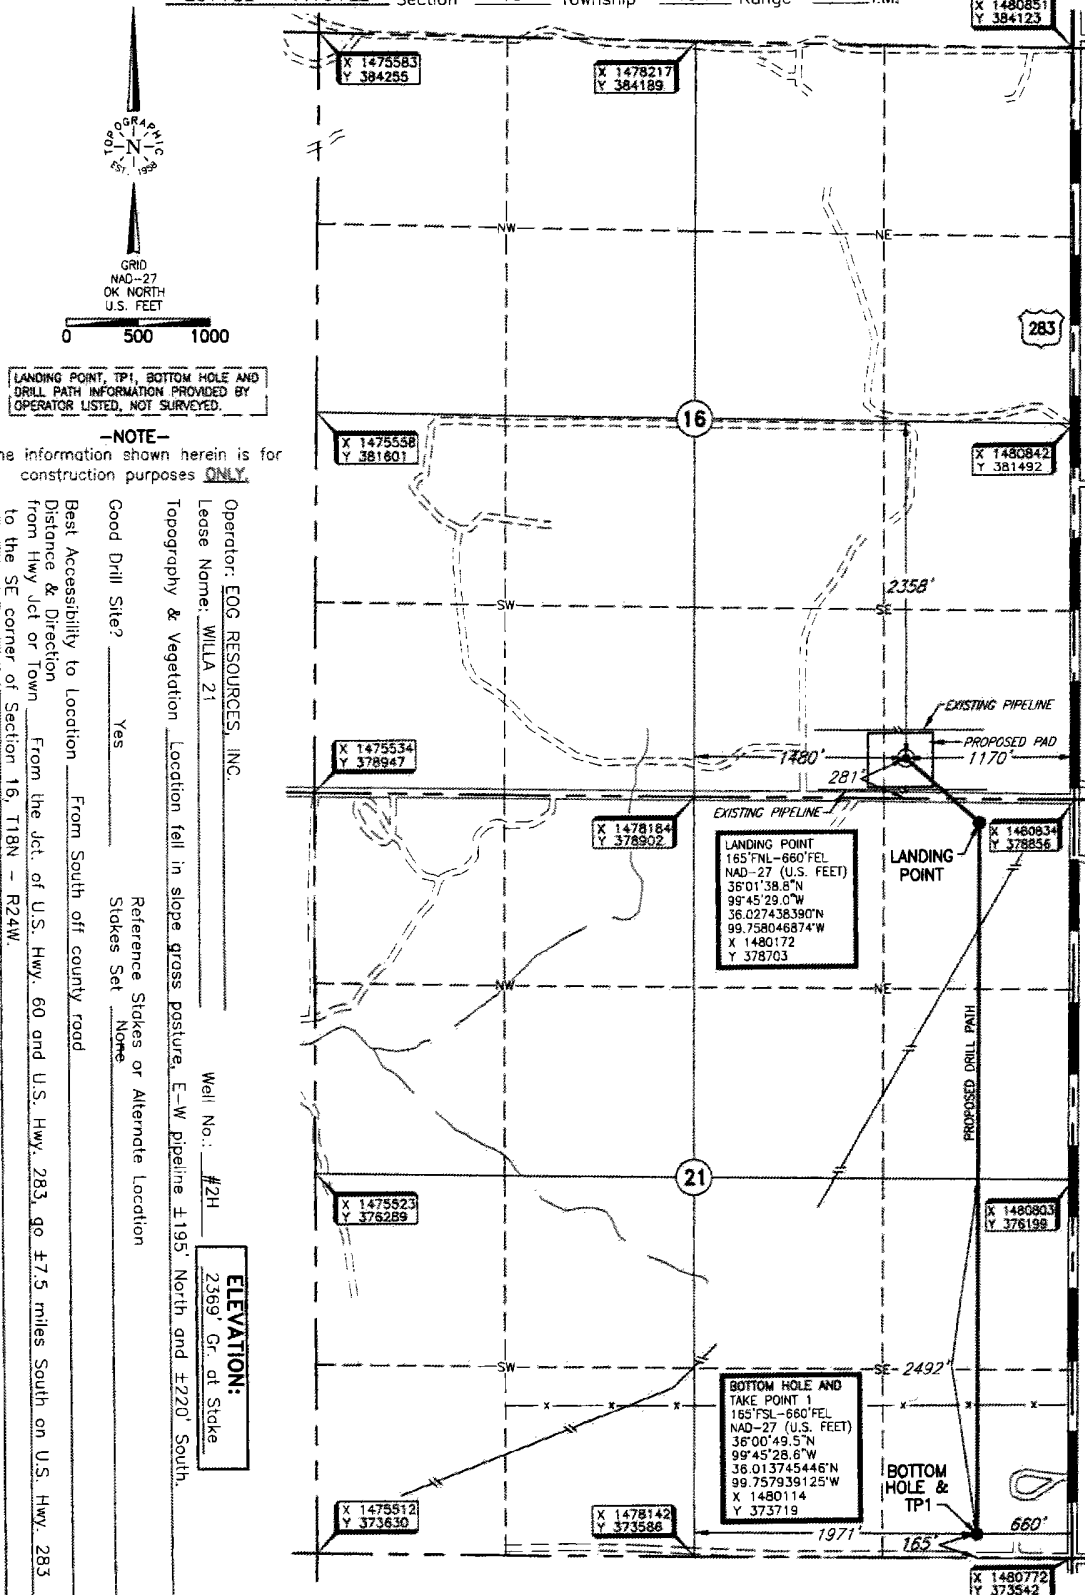 Section
Township
Range
I.M.
X 1480851
Y 384123
X 1475583
Y 384255
X 1478217
Y 384189
TOPOGRAPHIC
N
EST. 1958
GRID
NAD-27
OK NORTH
U.S. FEET
0 500 1000
LANDING POINT, TP1, BOTTOM HOLE AND
DRILL PATH INFORMATION PROVIDED BY
OPERATOR LISTED, NOT SURVEYED.
-NOTE-
information shown herein is for
construction purposes ONLY.
NW
NE
283
16
X 1475558
Y 381601
X 1480842
Y 381492
2358'
SW
SE
EXISTING PIPELINE
PROPOSED PAD
1480'
1170'
281'
X 1475534
Y 378947
EXISTING PIPELINE
X 1478184
Y 378902
X 1480834
Y 378856
LANDING POINT
165'FNL-660'FEL
NAD-27 (U.S. FEET)
36°01'38.8"N
99°45'29.0"W
36.027438390°N
99.758046874°W
X 1480172
Y 378703
LANDING
POINT
NW
NE
PROPOSED DRILL PATH
21
X 1475523
Y 376289
X 1480803
Y 376199
SW
SE
2492'
BOTTOM HOLE AND
TAKE POINT 1
165'FSL-660'FEL
NAD-27 (U.S. FEET)
36°00'49.5"N
99°45'28.6"W
36.013745446°N
99.757939125°W
X 1480114
Y 373719
BOTTOM
HOLE &
TP1
X 1475512
Y 373630
X 1478142
Y 373586
1971'
660'
165'
X 1480772
Y 373542
Operator: EOG RESOURCES, INC.
Lease Name: WILLA 21 Well No.: #2H
ELEVATION:
2369' Gr. at Stake
Topography & Vegetation Location fell in slope grass pasture, E-W pipeline ±195' North and ±220' South.
Good Drill Site? Yes
Reference Stakes or Alternate Location
Stakes Set None
Best Accessibility to Location From South off county road
Distance & Direction
from Hwy Jct or Town From the Jct. of U.S. Hwy. 60 and U.S. Hwy. 283, go ±7.5 miles South on U.S. Hwy. 283
to the SE corner of Section 16, T18N - R24W.